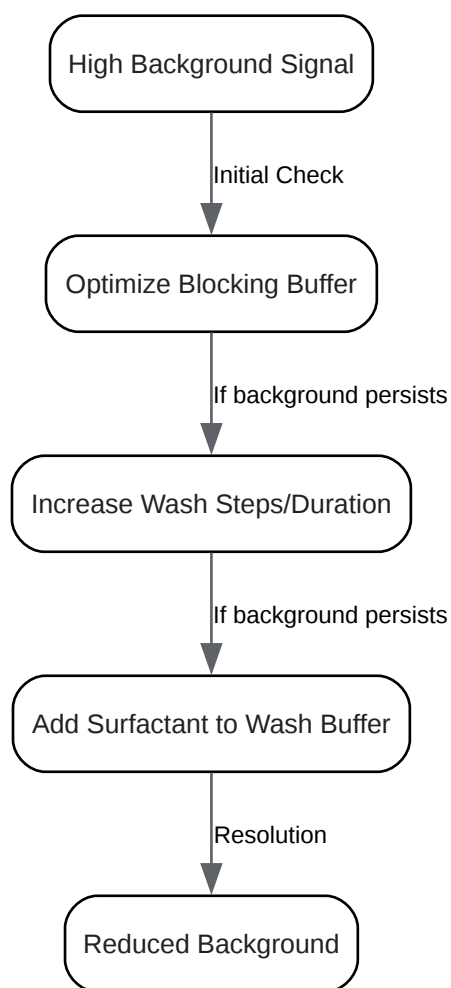 High Background Signal
Initial Check
Optimize Blocking Buffer
If background persists
Increase Wash Steps/Duration
If background persists
Add Surfactant to Wash Buffer
Resolution
Reduced Background